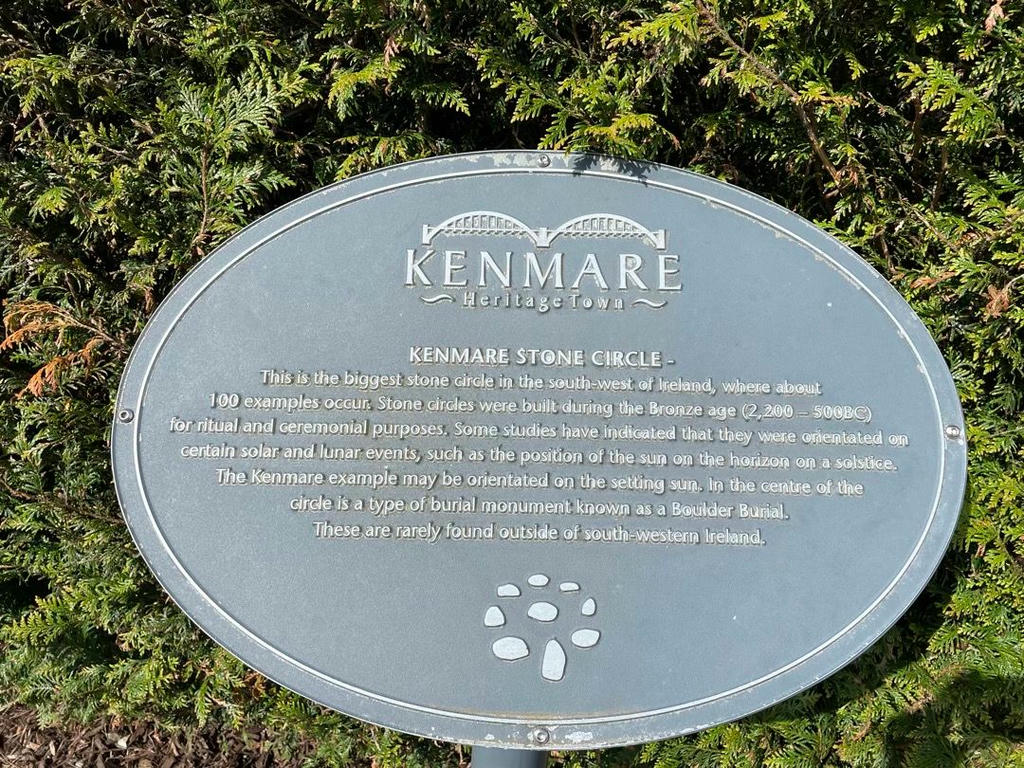 KENMARE
Heritage Town
KENMARE STONE CIRCLE -
This is the biggest stone circle in the south-west of Ireland, where about
100 examples occur. Stone circles were built during the Bronze age (2,200 – 500BC)
for ritual and ceremonial purposes. Some studies have indicated that they were orientated on
certain solar and lunar events, such as the position of the sun on the horizon on a solstice.
The Kenmare example may be orientated on the setting sun. In the centre of the
circle is a type of burial monument known as a Boulder Burial.
These are rarely found outside of south-western Ireland.